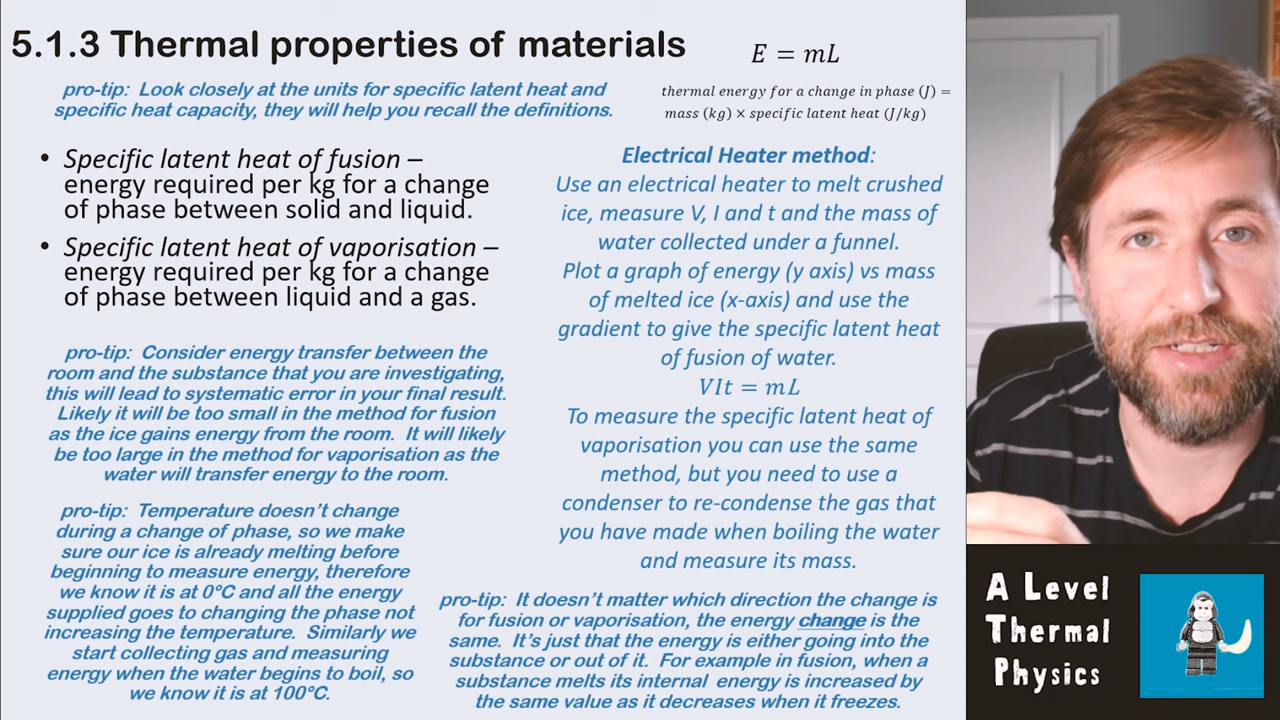 5.1.3 Thermal properties of materials
E = mL
pro-tip: Look closely at the units for specific latent heat and
specific heat capacity, they will help you recall the definitions.
thermal energy for a change in phase (J) =
mass (kg) × specific latent heat (J/kg)
• Specific latent heat of fusion –
energy required per kg for a change
of phase between solid and liquid.
• Specific latent heat of vaporisation –
energy required per kg for a change
of phase between liquid and a gas.
pro-tip: Consider energy transfer between the
room and the substance that you are investigating,
this will lead to systematic error in your final result.
Likely it will be too small in the method for fusion
as the ice gains energy from the room. It will likely
be too large in the method for vaporisation as the
water will transfer energy to the room.
pro-tip: Temperature doesn't change
during a change of phase, so we make
sure our ice is already melting before
beginning to measure energy, therefore
we know it is at 0°C and all the energy
supplied goes to changing the phase not
increasing the temperature. Similarly we
start collecting gas and measuring
energy when the water begins to boil, so
we know it is at 100°C.
Electrical Heater method:
Use an electrical heater to melt crushed
ice, measure V, I and t and the mass of
water collected under a funnel.
Plot a graph of energy (y axis) vs mass
of melted ice (x-axis) and use the
gradient to give the specific latent heat
of fusion of water.
VIt = mL
To measure the specific latent heat of
vaporisation you can use the same
method, but you need to use a
condenser to re-condense the gas that
you have made when boiling the water
and measure its mass.
pro-tip: It doesn't matter which direction the change is
for fusion or vaporisation, the energy change is the
same. It's just that the energy is either going into the
substance or out of it. For example in fusion, when a
substance melts its internal energy is increased by
the same value as it decreases when it freezes.
A Level
Thermal
Physics